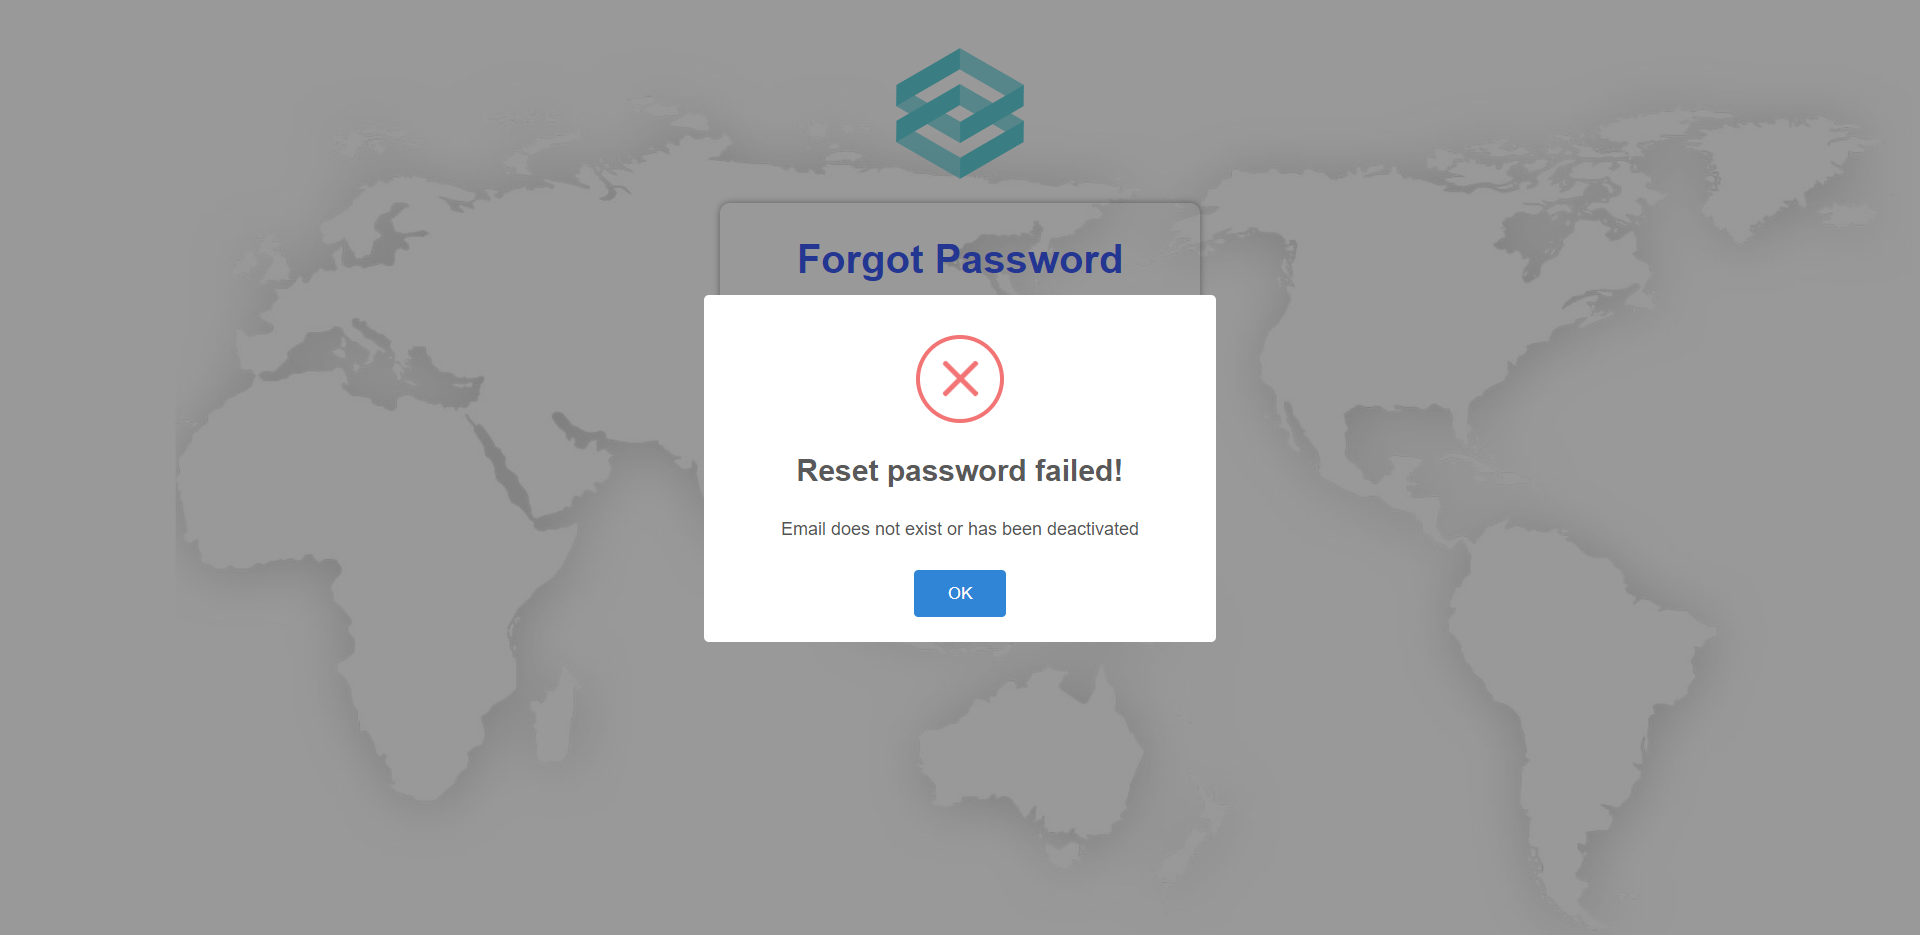 Forgot Password
Reset password failed!
Email does not exist or has been deactivated
OK